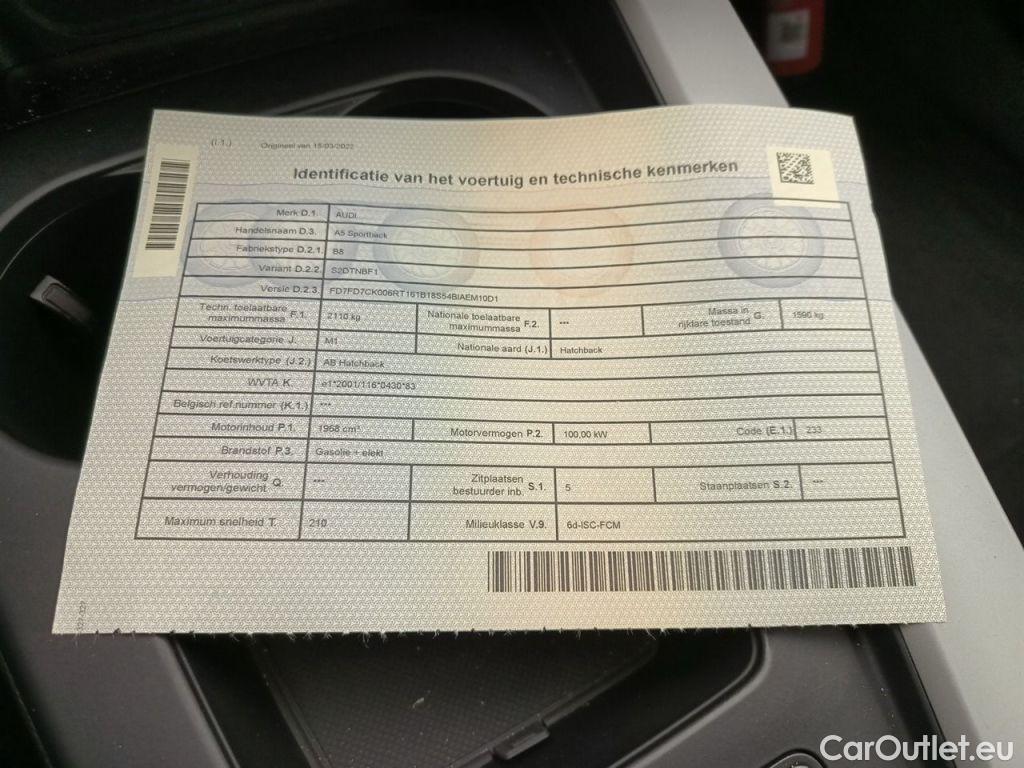 (I.1.) Origineel van 15/03/2022
Identificatie van het voertuig en technische kenmerken
Merk D.1. AUDI
Handelsnaam D.3. A5 Sportback
Fabriekstype D.2.1. B8
Variant D.2.2. S2DTNBF1
Versie D.2.3. FD7FD7CK006RT161B18S54BIAEM10D1
Techn. toelaatbare maximummassa F.1. 2110 kg Nationale toelaatbare maximummassa F.2. --- Massa in rijklare toestand G. 1590 kg
Voertuigcategorie J. M1 Nationale aard (J.1.) Hatchback
Koetswerktype (J.2.) AB Hatchback
WVTA K. e1*2001/116*0430*83
Belgisch ref.nummer (K.1.) ---
Motorinhoud P.1. 1968 cm³ Motorvermogen P.2. 100,00 kW Code (E.1.) 233
Brandstof P.3. Gasolie + elekt
Verhouding vermogen/gewicht Q. --- Zitplaatsen bestuurder inb. S.1. 5 Staanplaatsen S.2. ---
Maximum snelheid T. 210 Milieuklasse V.9. 6d-ISC-FCM
CarOutlet.eu